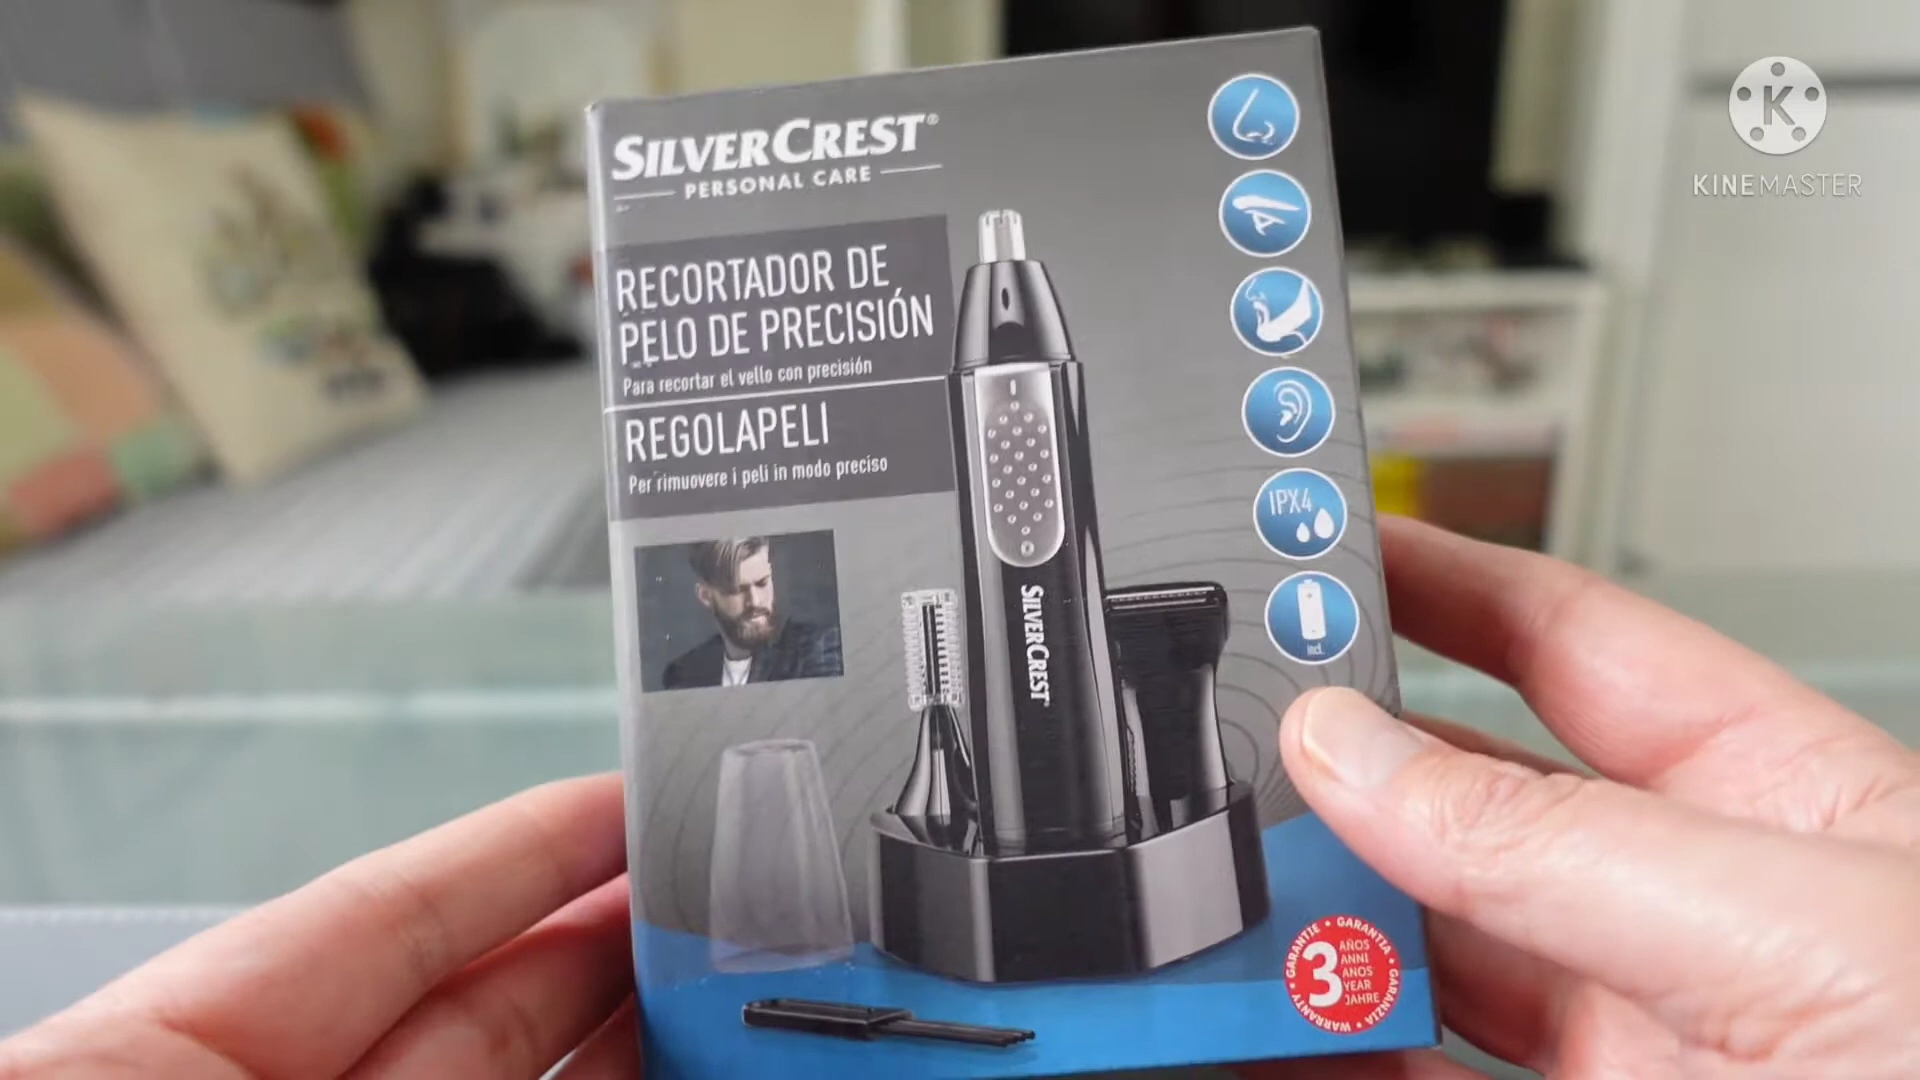 SILVERCREST®
PERSONAL CARE
RECORTADOR DE
PELO DE PRECISIÓN
Para recortar el vello con precisión
REGOLAPELI
Per rimuovere i peli in modo preciso
SILVERCREST
IPX4
incl.
GARANTIE • GARANTIA • GARANZIA • WARRANTY •
3
AÑOS
ANNI
ANOS
YEAR
JAHRE
K
KINEMASTER